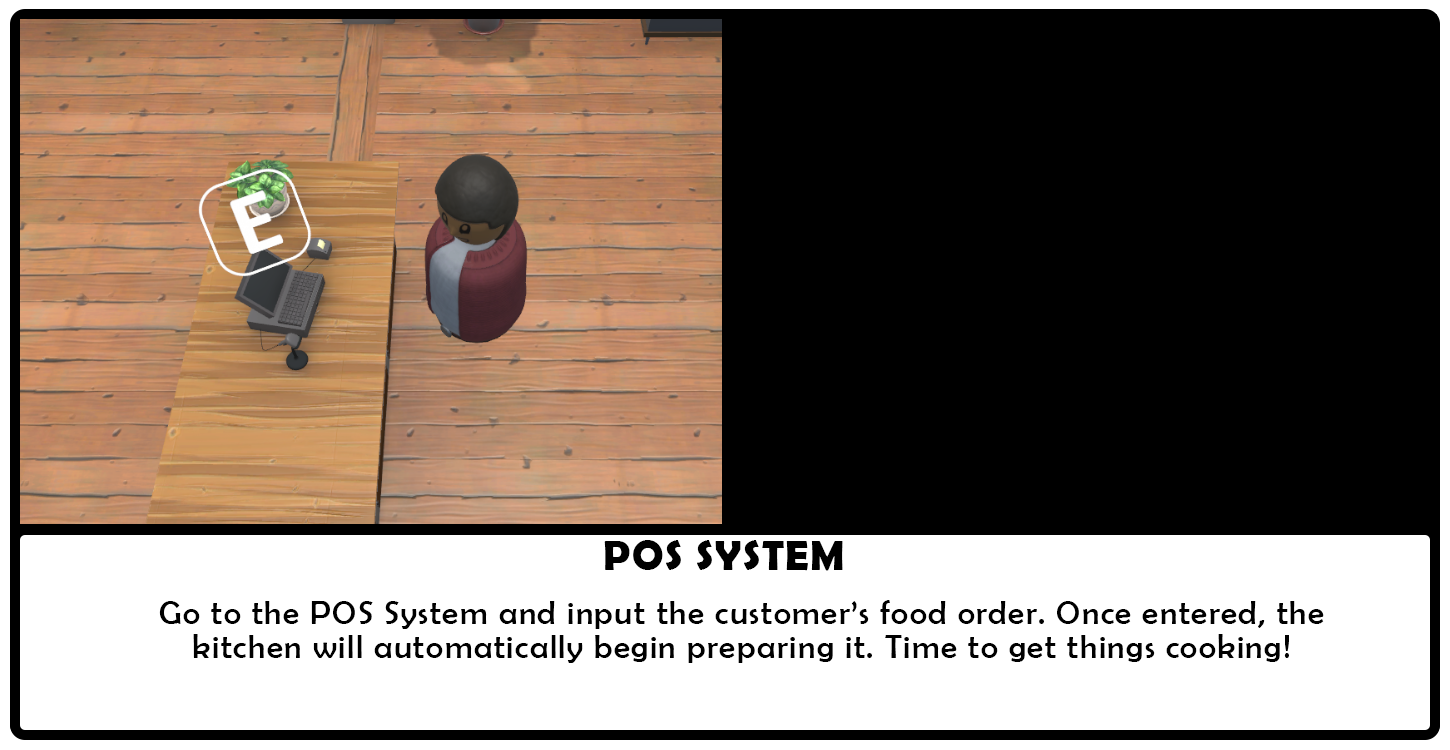 E
POS SYSTEM
Go to the POS System and input the customer’s food order. Once entered, the
kitchen will automatically begin preparing it. Time to get things cooking!